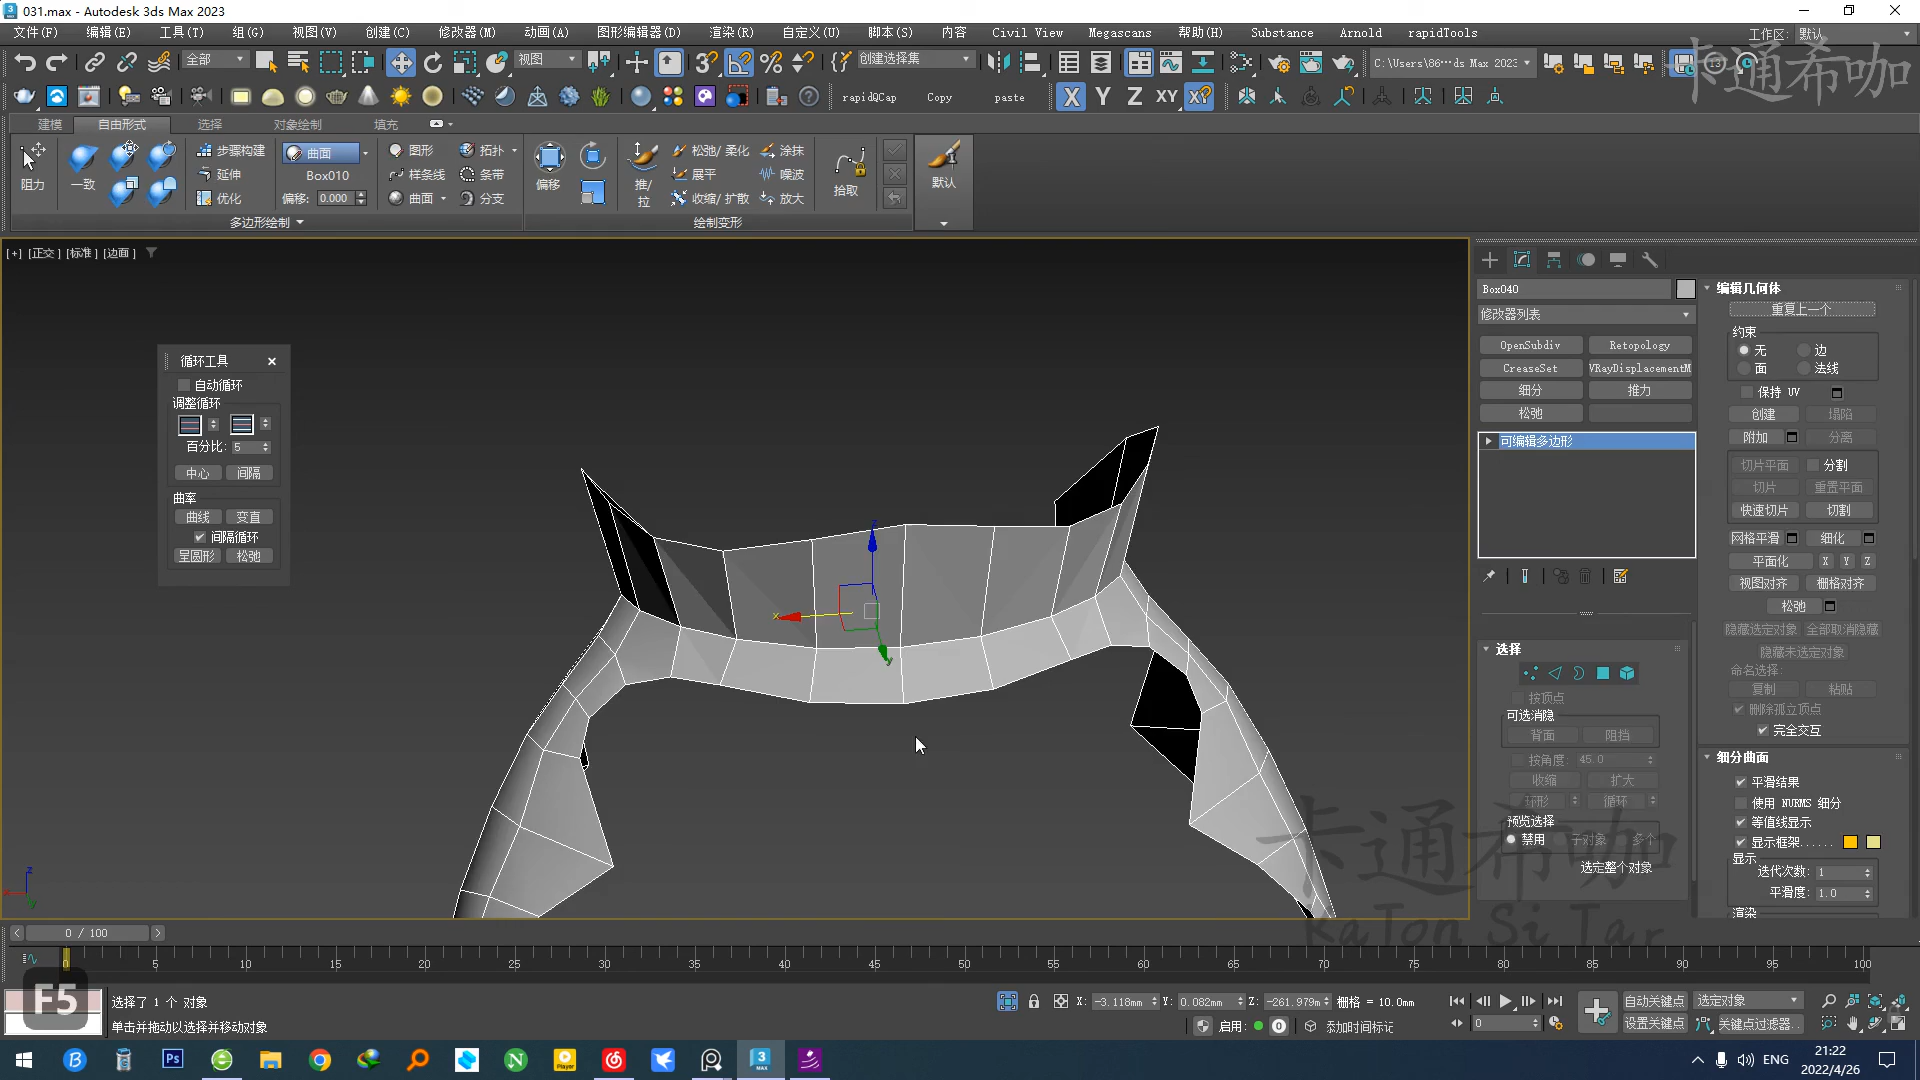 031.max - Autodesk 3ds Max 2023
文件(F) 编辑(E) 工具(T) 组(G) 视图(V) 创建(C) 修改器(M) 动画(A) 图形编辑器(D) 渲染(R) 自定义(U) 脚本(S) 内容 Civil View Megascans 帮助(H) Substance Arnold rapidTools 工作区: 默认
全部 视图 创建选择集 C:\Users\86···ds Max 2023
rapidQCap Copy paste X Y Z XY
建模 自由形式 选择 对象绘制 填充
阻力 一致 步骤构建 延伸 优化 曲面 Box010 偏移: 0.000 图形 拓扑 样条线 条带 曲面 分支
偏移 推/拉 松弛/柔化 涂抹 展平 噪波 收缩/扩散 放大 拾取 默认
多边形绘制 绘制变形
[+] [正交] [标准] [边面]
循环工具
自动循环
调整循环
百分比: 5
中心 间隔
曲率
曲线 变直
间隔循环
呈圆形 松弛
Box040
修改器列表
OpenSubdiv Retopology
CreaseSet VRayDisplacementM
细分 推力
松弛
可编辑多边形
选择
按顶点
可选消隐
背面 阻挡
按角度: 45.0
收缩 扩大
环形 循环
预览选择
禁用 子对象 多个
选定整个对象
编辑几何体
重复上一个
约束
无 边
面 法线
保持 UV
创建 塌陷
附加 分离
切片平面 分割
切片 重置平面
快速切片 切割
网格平滑 细化
平面化 X Y Z
视图对齐 栅格对齐
松弛
隐藏选定对象 全部取消隐藏
隐藏未选定对象
命名选择:
复制 粘贴
删除孤立顶点
完全交互
细分曲面
平滑结果
使用 NURMS 细分
等值线显示
显示框架......
显示
迭代次数: 1
平滑度: 1.0
渲染
卡通希咖
卡通希咖
KaTon Si Tar
0 / 100
0 5 10 15 20 25 30 35 40 45 50 55 60 65 70 75 80 85 90 95 100
F5
选择了 1 个 对象
单击并拖动以选择并移动对象
X: -3.118mm Y: 0.082mm Z: -261.979m 栅格 = 10.0mm
启用: 0 添加时间标记
0
自动关键点 选定对象
设置关键点 关键点过滤器..
ENG
21:22
2022/4/26